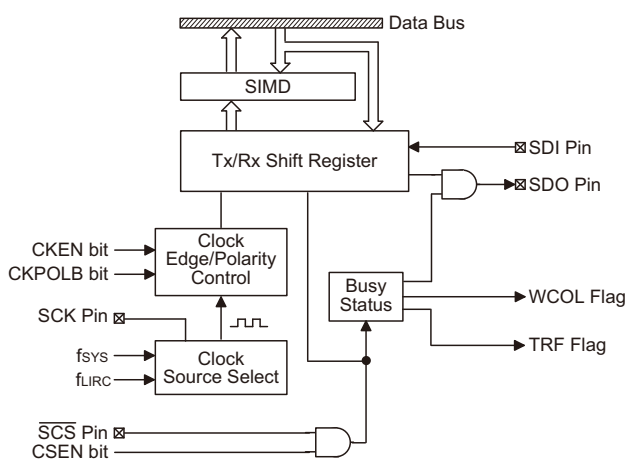 Data Bus
SIMD
Tx/Rx Shift Register
SDI Pin
SDO Pin
CKEN bit
CKPOLB bit
Clock
Edge/Polarity
Control
Busy
Status
WCOL Flag
TRF Flag
SCK Pin
fSYS
fLIRC
Clock
Source Select
SCS Pin
CSEN bit